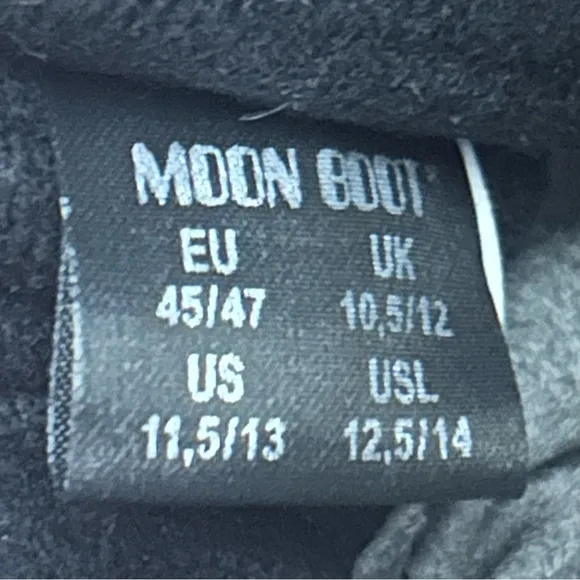 MOON BOOT
EU UK
45/47 10,5/12
US USL
11,5/13 12,5/14